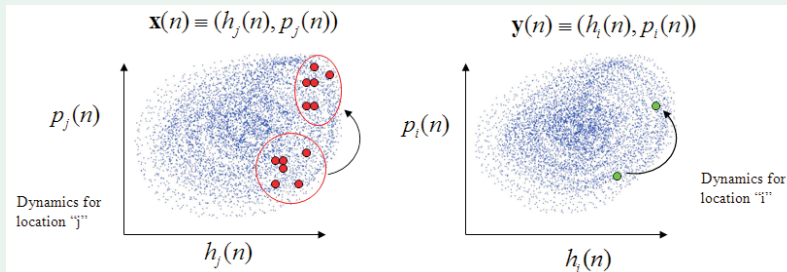 𝐱(n) ≡ (h_j(n), p_j(n))
p_j(n)
Dynamics for
location "j"
h_j(n)
𝐲(n) ≡ (h_i(n), p_i(n))
p_i(n)
Dynamics for
location "i"
h_i(n)